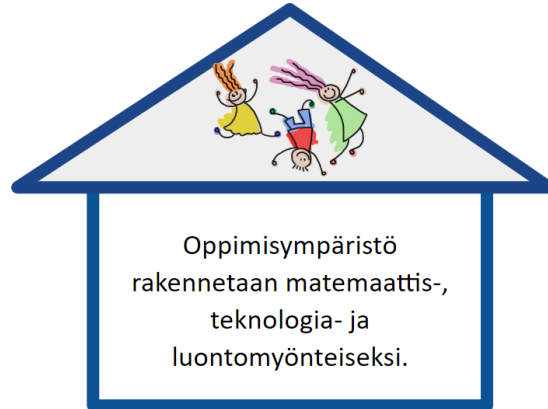 Oppimisympäristö
rakennetaan matemaattis-,
teknologia- ja
luontomyönteiseksi.